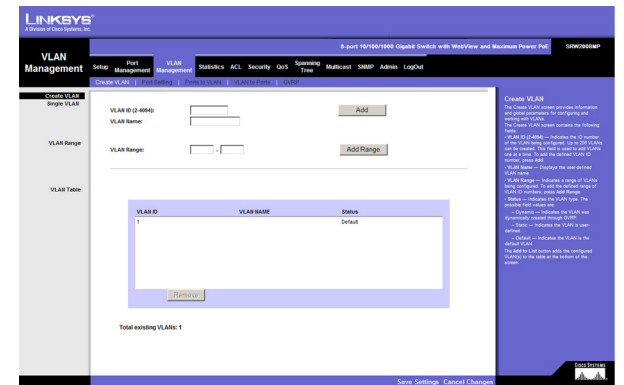 LINKSYS®
A Division of Cisco Systems, Inc.
8-port 10/100/1000 Gigabit Switch with WebView and Maximum Power PoE
SRW2008MP
VLAN
Management
Setup Port Management VLAN Management Statistics ACL Security QoS Spanning Tree Multicast SNMP Admin LogOut
Create VLAN | Port Setting | Ports to VLAN | VLAN to Ports | GVRP
Create VLAN
Single VLAN
VLAN ID (2-4094):
Add
VLAN Name:
VLAN Range
VLAN Range:
-
Add Range
VLAN Table
VLAN ID VLAN NAME Status
1 Default
Remove
Total existing VLANs: 1
Create VLAN
The Create VLAN screen provides information
and global parameters for configuring and
working with VLANs.
The Create VLAN screen contains the following
fields:
• VLAN ID (2-4094) — Indicates the ID number
of the VLAN being configured. Up to 256 VLANs
can be created. This field is used to add VLANs
one at a time. To add the defined VLAN ID
number, press Add.
• VLAN Name — Displays the user-defined
VLAN name.
• VLAN Range — Indicates a range of VLANs
being configured. To add the defined range of
VLAN ID numbers, press Add Range.
• Status — Indicates the VLAN type. The
possible field values are:
– Dynamic — Indicates the VLAN was
dynamically created through GVRP.
– Static — Indicates the VLAN is user-
defined.
– Default — Indicates the VLAN is the
default VLAN.
The Add to List button adds the configured
VLAN(s) to the table at the bottom of the
screen.
Save Settings Cancel Changes
CISCO SYSTEMS